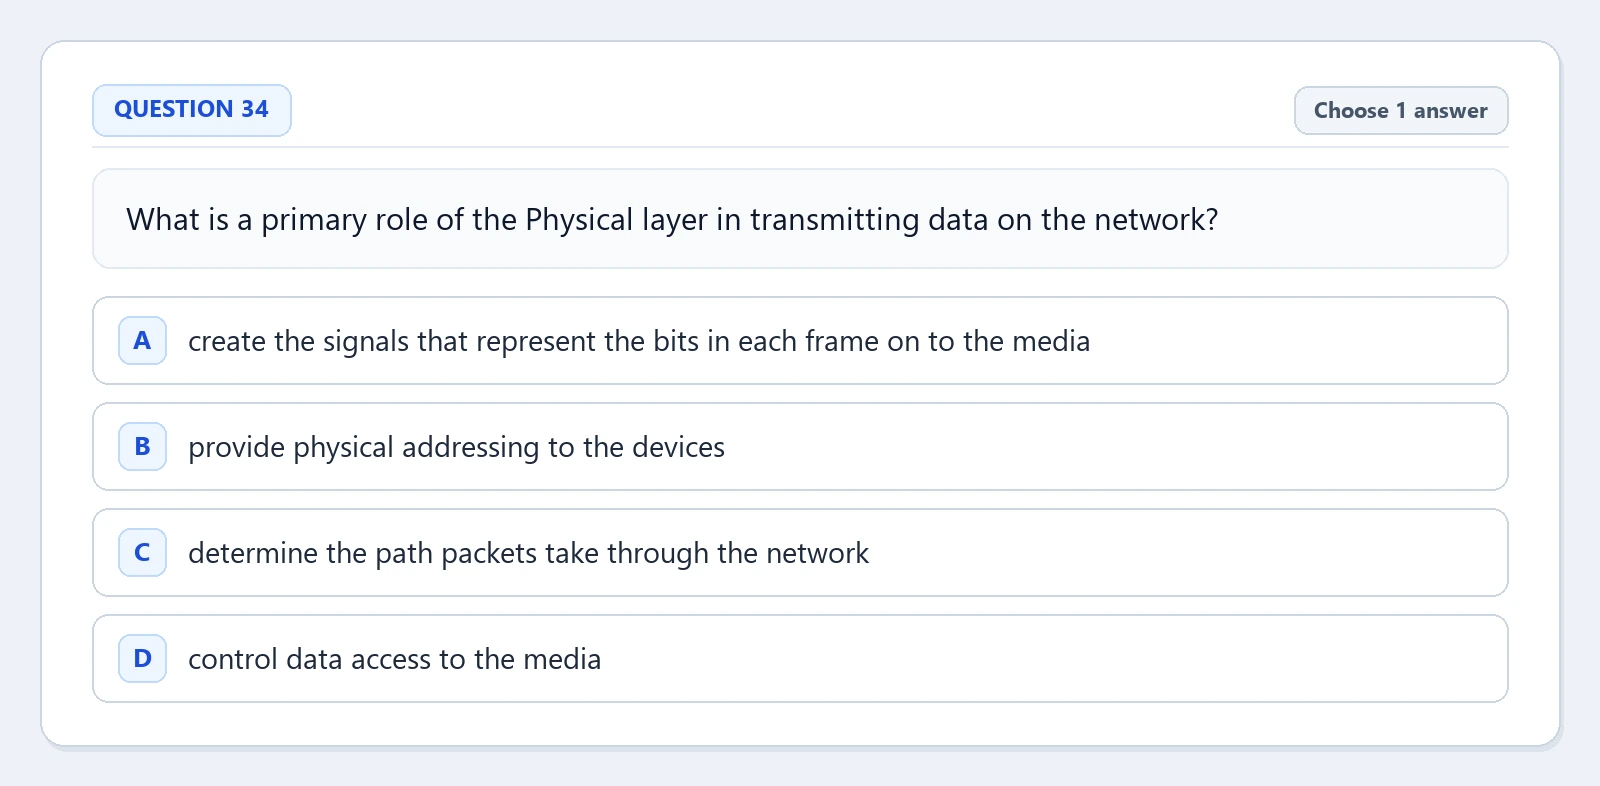 QUESTION 34
Choose 1 answer
What is a primary role of the Physical layer in transmitting data on the network?
A create the signals that represent the bits in each frame on to the media
B provide physical addressing to the devices
C determine the path packets take through the network
D control data access to the media